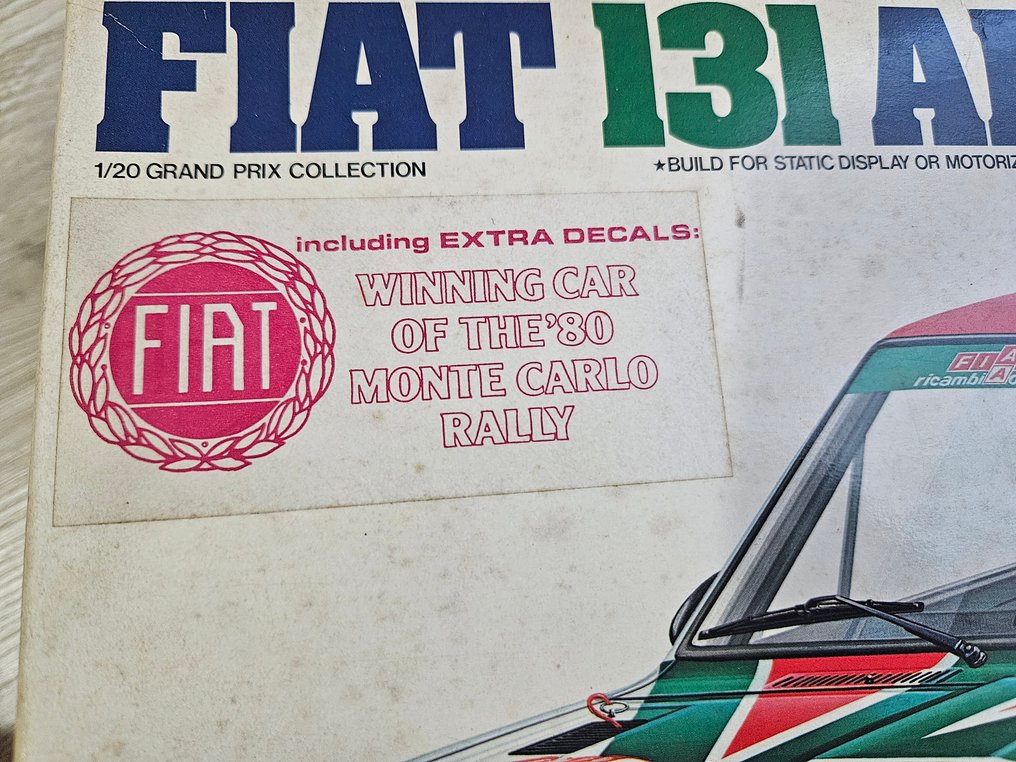 FIAT 131 A
1/20 GRAND PRIX COLLECTION
★BUILD FOR STATIC DISPLAY OR MOTORIZ
including EXTRA DECALS:
FIAT
WINNING CAR
OF THE '80
MONTE CARLO
RALLY
FIA
ricambi